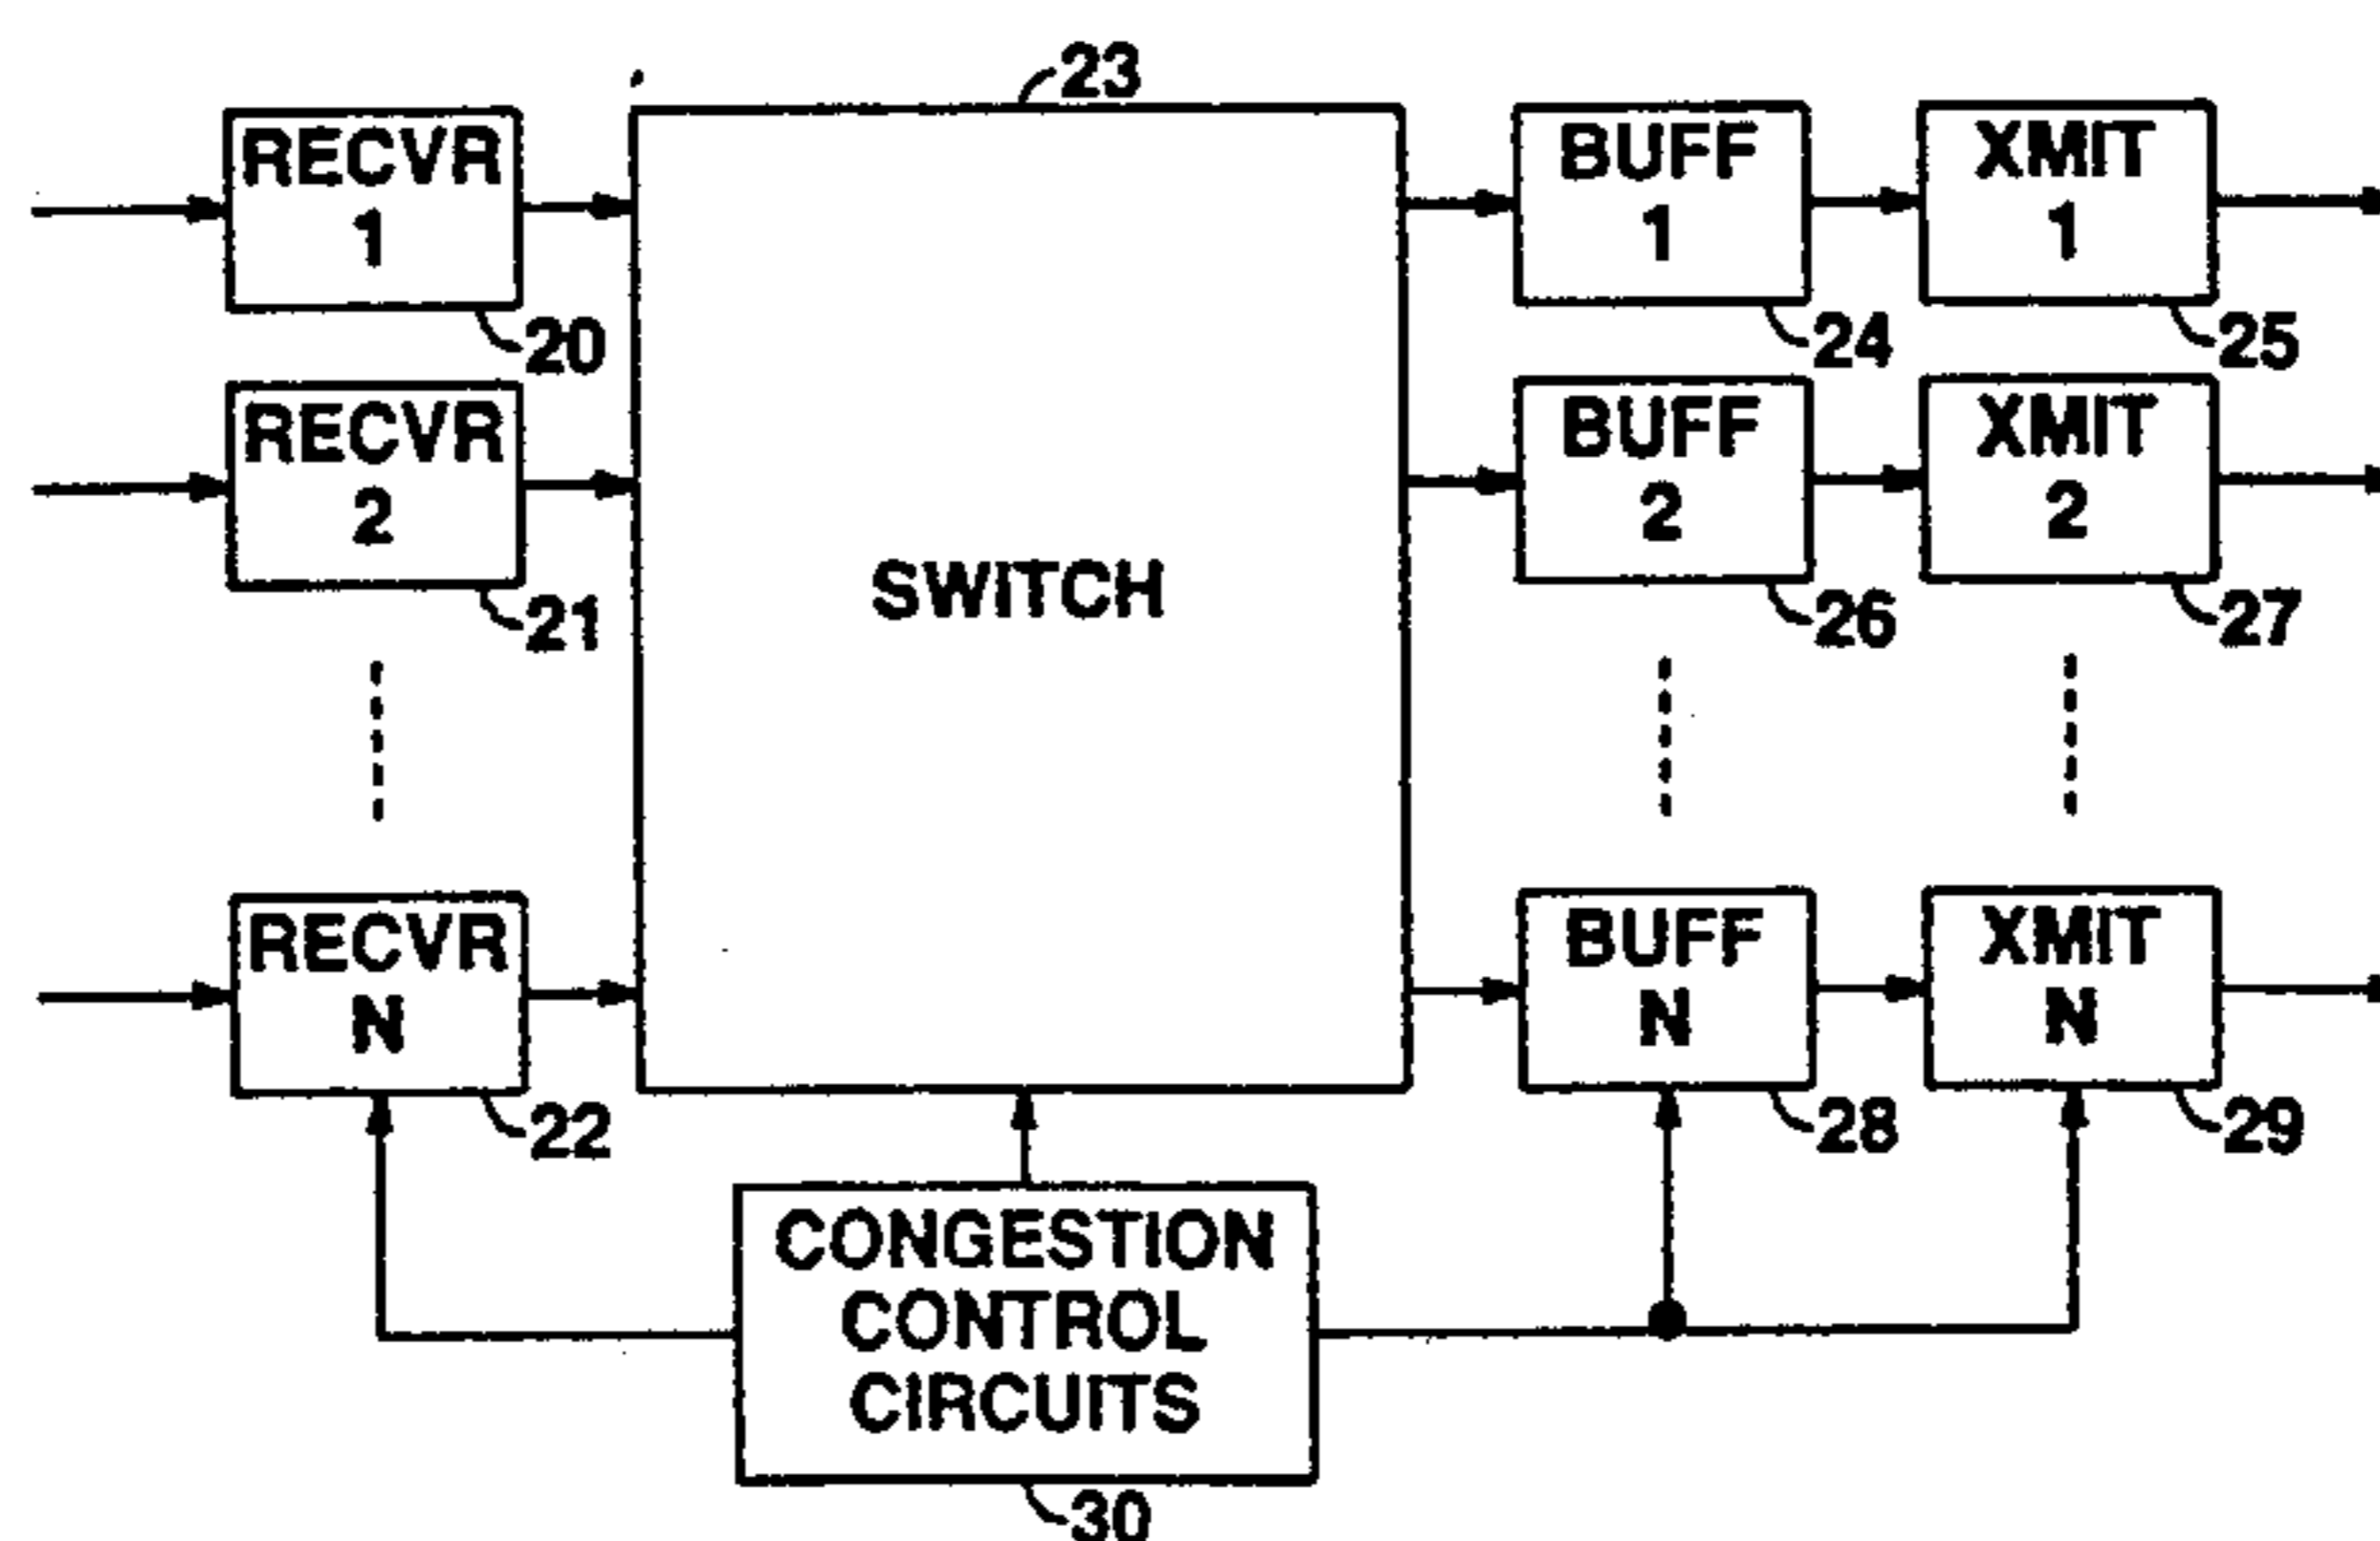 23
RECVR
1
20
BUFF
1
24
XMIT
1
25
RECVR
2
21
SWITCH
BUFF
2
26
XMIT
2
27
RECVR
N
22
BUFF
N
28
XMIT
N
29
CONGESTION
CONTROL
CIRCUITS
30